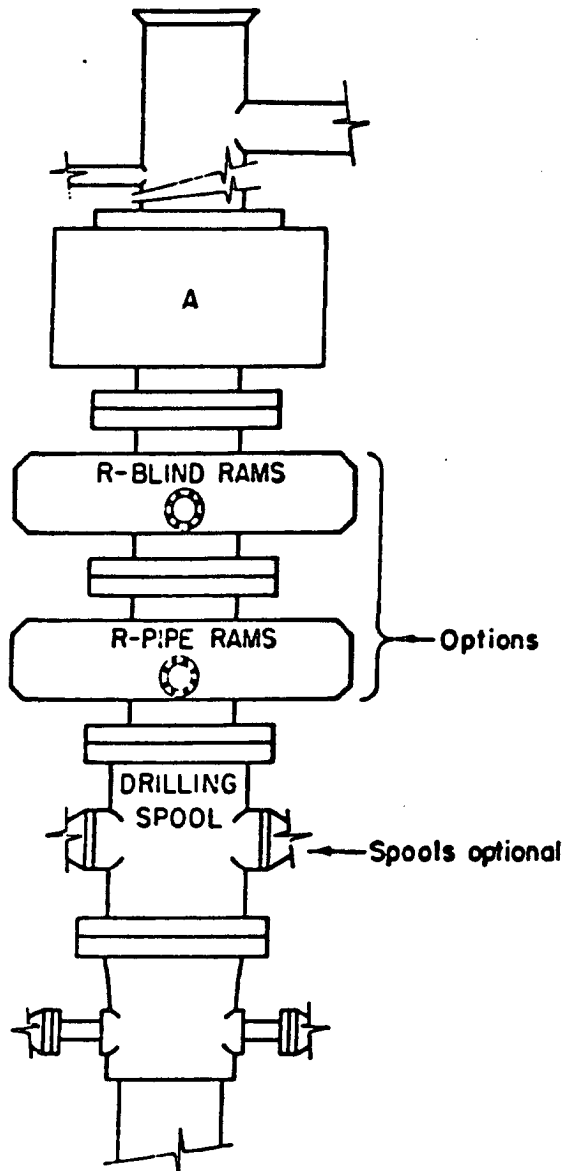 A
R-BLIND RAMS
R-PIPE RAMS
Options
DRILLING
SPOOL
Spools optional